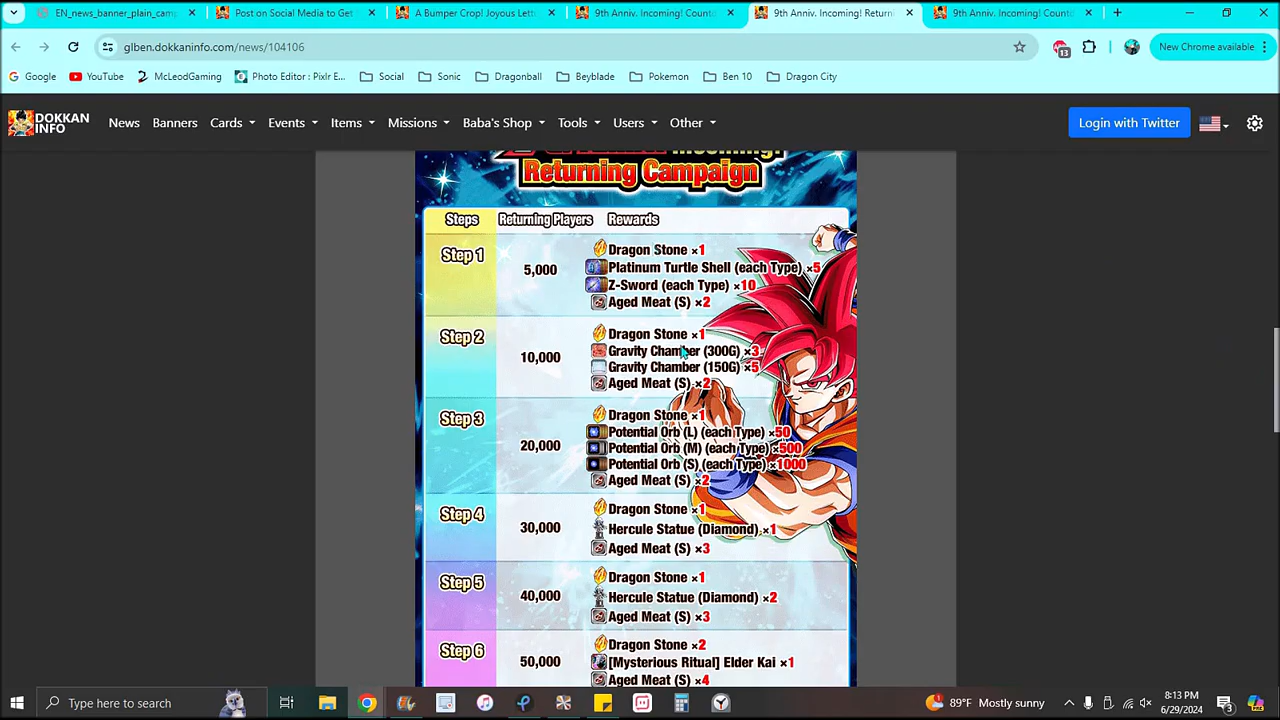 EN_news_banner_plain_camp
Post on Social Media to Get
A Bumper Crop! Joyous Letter
9th Anniv. Incoming! Countd
9th Anniv. Incoming! Return
9th Anniv. Incoming! Countd
glben.dokkaninfo.com/news/104106
13
New Chrome available
Google
YouTube
McLeodGaming
Photo Editor : Pixlr E...
Social
Sonic
Dragonball
Beyblade
Pokemon
Ben 10
Dragon City
DOKKAN INFO
News
Banners
Cards
Events
Items
Missions
Baba's Shop
Tools
Users
Other
Login with Twitter
Incoming!
Returning Campaign
Steps Returning Players Rewards
Step 1
5,000
Dragon Stone ×1
Platinum Turtle Shell (each Type) ×5
Z-Sword (each Type) ×10
Aged Meat (S) ×2
Step 2
10,000
Dragon Stone ×1
Gravity Chamber (300G) ×3
Gravity Chamber (150G) ×5
Aged Meat (S) ×2
Step 3
20,000
Dragon Stone ×1
Potential Orb (L) (each Type) ×50
Potential Orb (M) (each Type) ×500
Potential Orb (S) (each Type) ×1000
Aged Meat (S) ×2
Step 4
30,000
Dragon Stone ×1
Hercule Statue (Diamond) ×1
Aged Meat (S) ×3
Step 5
40,000
Dragon Stone ×1
Hercule Statue (Diamond) ×2
Aged Meat (S) ×3
Step 6
50,000
Dragon Stone ×2
[Mysterious Ritual] Elder Kai ×1
Aged Meat (S) ×4
Type here to search
89°F Mostly sunny
8:13 PM
6/29/2024
3